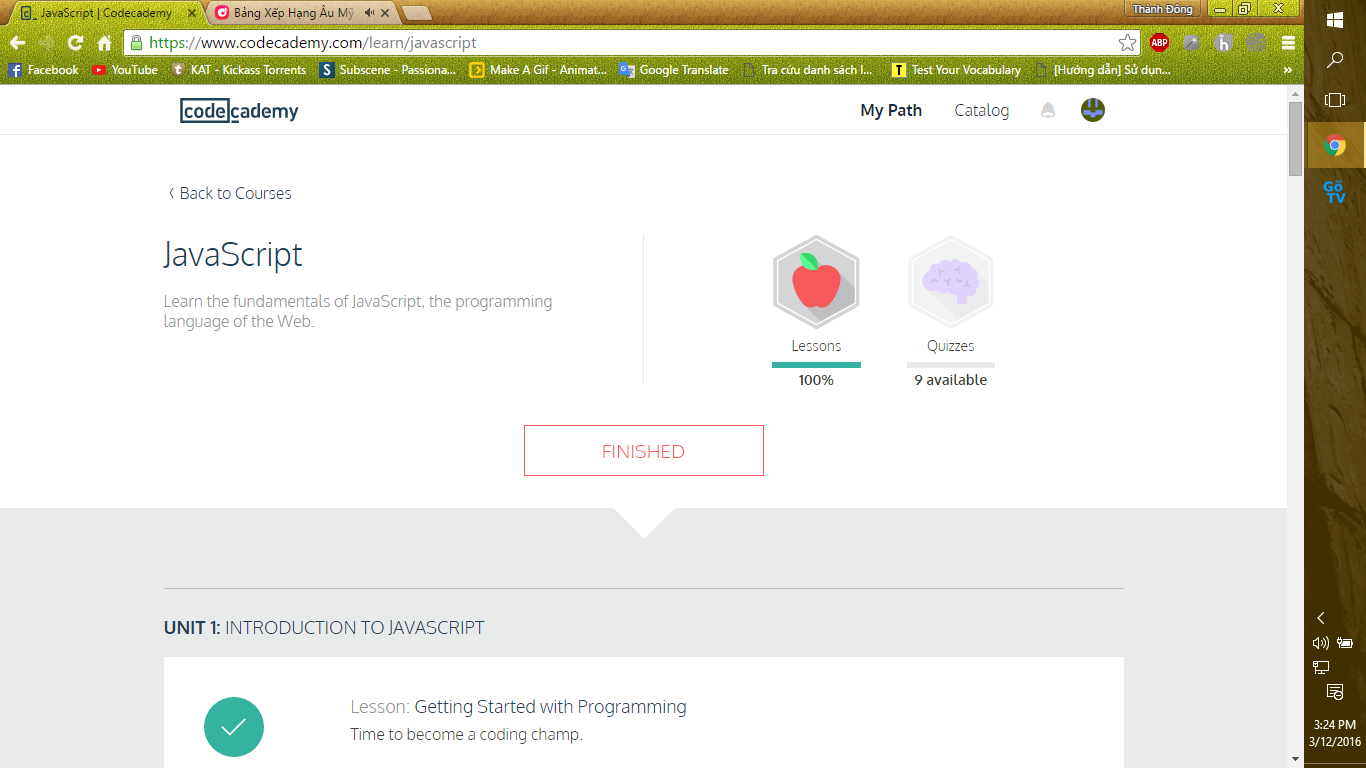 JavaScript | Codecademy
Bảng Xếp Hạng Âu Mỹ
Thành Đông
https://www.codecademy.com/learn/javascript
ABP
h
Facebook
YouTube
KAT - Kickass Torrents
S Subscene - Passiona...
Make A Gif - Animat...
Google Translate
Tra cứu danh sách l...
T Test Your Vocabulary
[Hướng dẫn] Sử dụn...
»
codecademy
My Path
Catalog
Back to Courses
JavaScript
Learn the fundamentals of JavaScript, the programming
language of the Web.
Lessons
100%
Quizzes
9 available
FINISHED
UNIT 1: INTRODUCTION TO JAVASCRIPT
Lesson: Getting Started with Programming
Time to become a coding champ.
Gõ
TV
3:24 PM
3/12/2016